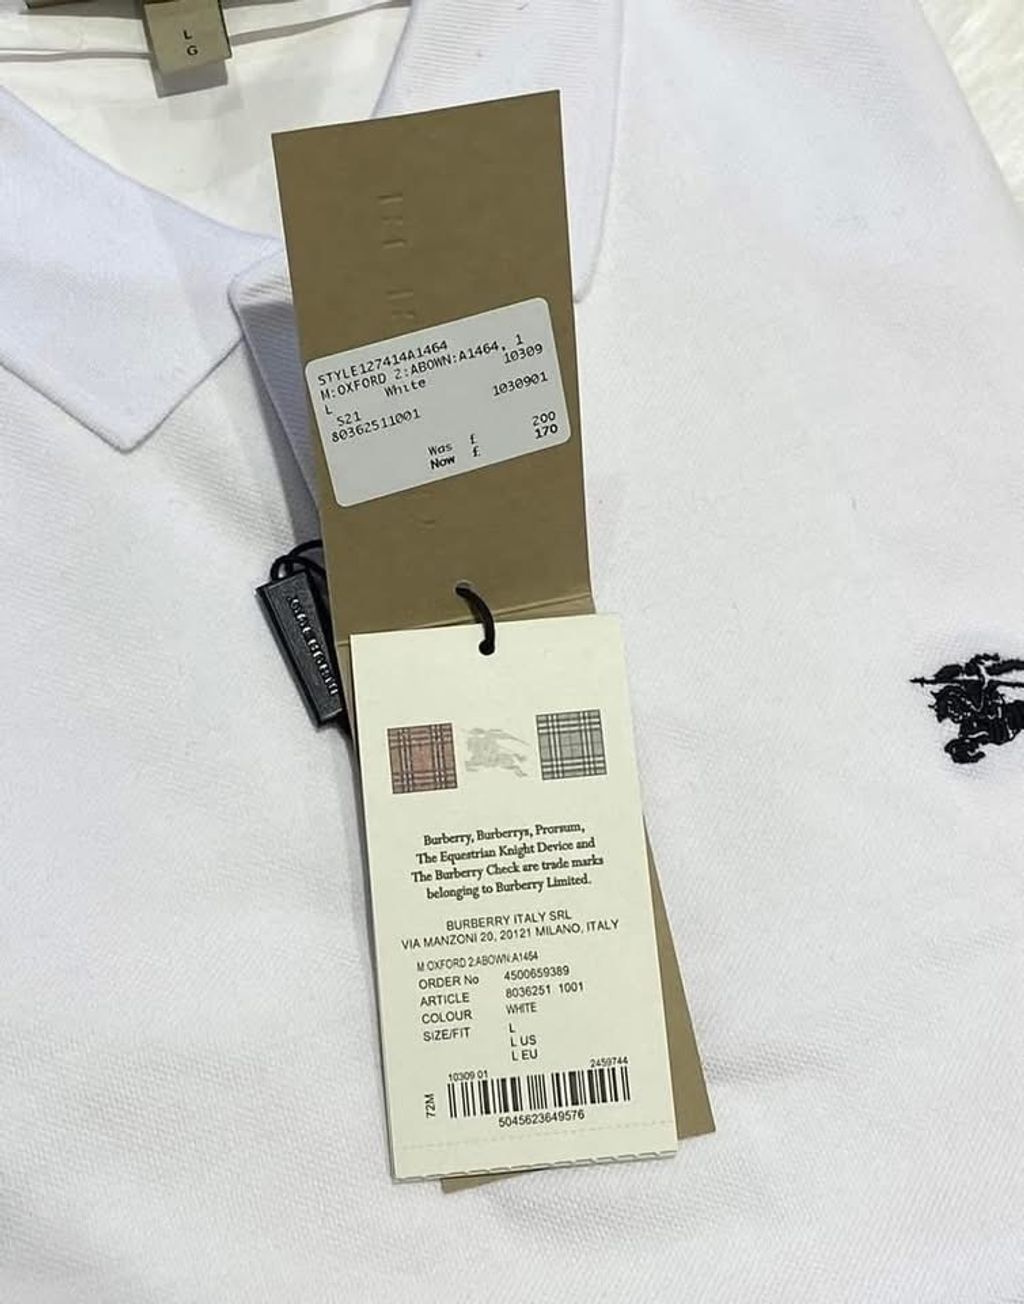 L
G
STYLE127414A1464
M:OXFORD 2:ABOWN:A1464, 1
L White 10309
S21 1030901
80362511001
Was £ 200
Now £ 170
BURBERRY
Burberry, Burberrys, Prorsum,
The Equestrian Knight Device and
The Burberry Check are trade marks
belonging to Burberry Limited.
BURBERRY ITALY SRL
VIA MANZONI 20, 20121 MILANO, ITALY
M OXFORD 2:ABOWN:A1464
ORDER No 4500659389
ARTICLE 8036251 1001
COLOUR WHITE
SIZE/FIT L
L US
L EU
10309 01 2459744
72M
5045623649576